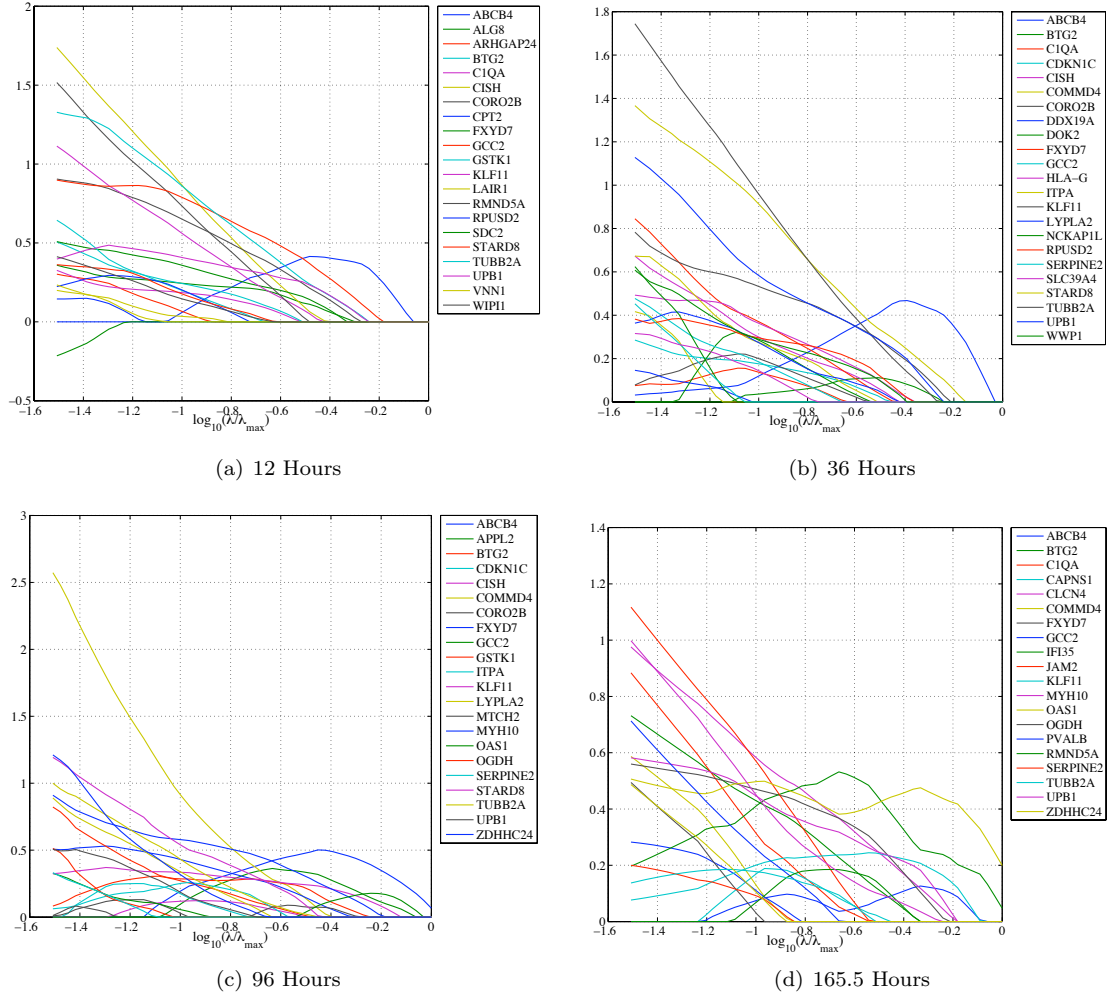 2
1.5
1
0.5
0
−0.5
−1.6
−1.4
−1.2
−1
−0.8
−0.6
−0.4
−0.2
0
log10(λ/λmax)
ABCB4
ALG8
ARHGAP24
BTG2
C1QA
CISH
CORO2B
CPT2
FXYD7
GCC2
GSTK1
KLF11
LAIR1
RMND5A
RPUSD2
SDC2
STARD8
TUBB2A
UPB1
VNN1
WIPI1
(a) 12 Hours
1.8
1.6
1.4
1.2
1
0.8
0.6
0.4
0.2
0
−1.6
−1.4
−1.2
−1
−0.8
−0.6
−0.4
−0.2
0
log10(λ/λmax)
ABCB4
BTG2
C1QA
CDKN1C
CISH
COMMD4
CORO2B
DDX19A
DOK2
FXYD7
GCC2
HLA−G
ITPA
KLF11
LYPLA2
NCKAP1L
RPUSD2
SERPINE2
SLC39A4
STARD8
TUBB2A
UPB1
WWP1
(b) 36 Hours
3
2.5
2
1.5
1
0.5
0
−1.6
−1.4
−1.2
−1
−0.8
−0.6
−0.4
−0.2
0
log10(λ/λmax)
ABCB4
APPL2
BTG2
CDKN1C
CISH
COMMD4
CORO2B
FXYD7
GCC2
GSTK1
ITPA
KLF11
LYPLA2
MTCH2
MYH10
OAS1
OGDH
SERPINE2
STARD8
TUBB2A
UPB1
ZDHHC24
(c) 96 Hours
1.4
1.2
1
0.8
0.6
0.4
0.2
0
−1.6
−1.4
−1.2
−1
−0.8
−0.6
−0.4
−0.2
0
log10(λ/λmax)
ABCB4
BTG2
C1QA
CAPNS1
CLCN4
COMMD4
FXYD7
GCC2
IFI35
JAM2
KLF11
MYH10
OAS1
OGDH
PVALB
RMND5A
SERPINE2
TUBB2A
UPB1
ZDHHC24
(d) 165.5 Hours